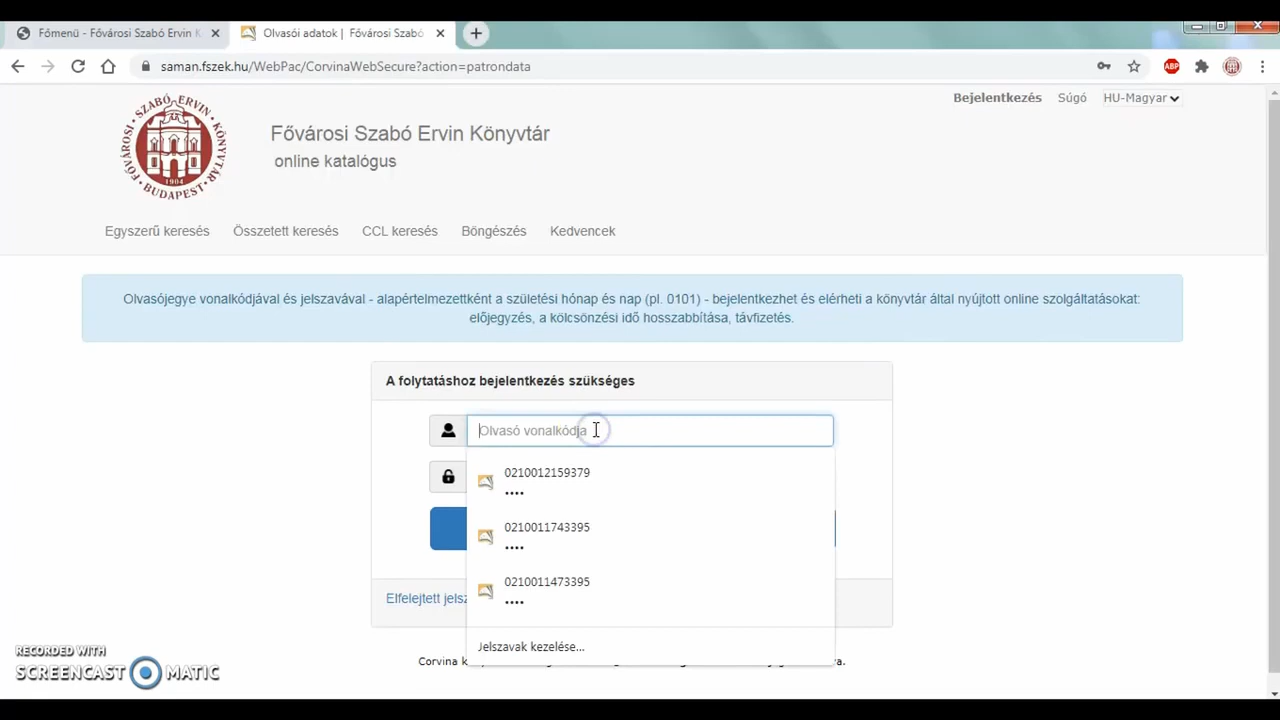 Főmenü - Fővárosi Szabó Ervin K
Olvasói adatok | Fővárosi Szabó
saman.fszek.hu/WebPac/CorvinaWebSecure?action=patrondata
ABP
Bejelentkezés Súgó HU-Magyar
FŐVÁROSI SZABÓ ERVIN KÖNYVTÁR
1904
BUDAPEST
Fővárosi Szabó Ervin Könyvtár
online katalógus
Egyszerű keresés Összetett keresés CCL keresés Böngészés Kedvencek
Olvasójegye vonalkódjával és jelszavával - alapértelmezettként a születési hónap és nap (pl. 0101) - bejelentkezhet és elérheti a könyvtár által nyújtott online szolgáltatásokat:
előjegyzés, a kölcsönzési idő hosszabbítása, távfizetés.
A folytatáshoz bejelentkezés szükséges
Olvasó vonalkódja
0210012159379
••••
0210011743395
••••
0210011473395
••••
Elfelejtett jelsz
Jelszavak kezelése...
Corvina k
RECORDED WITH
SCREENCAST MATIC